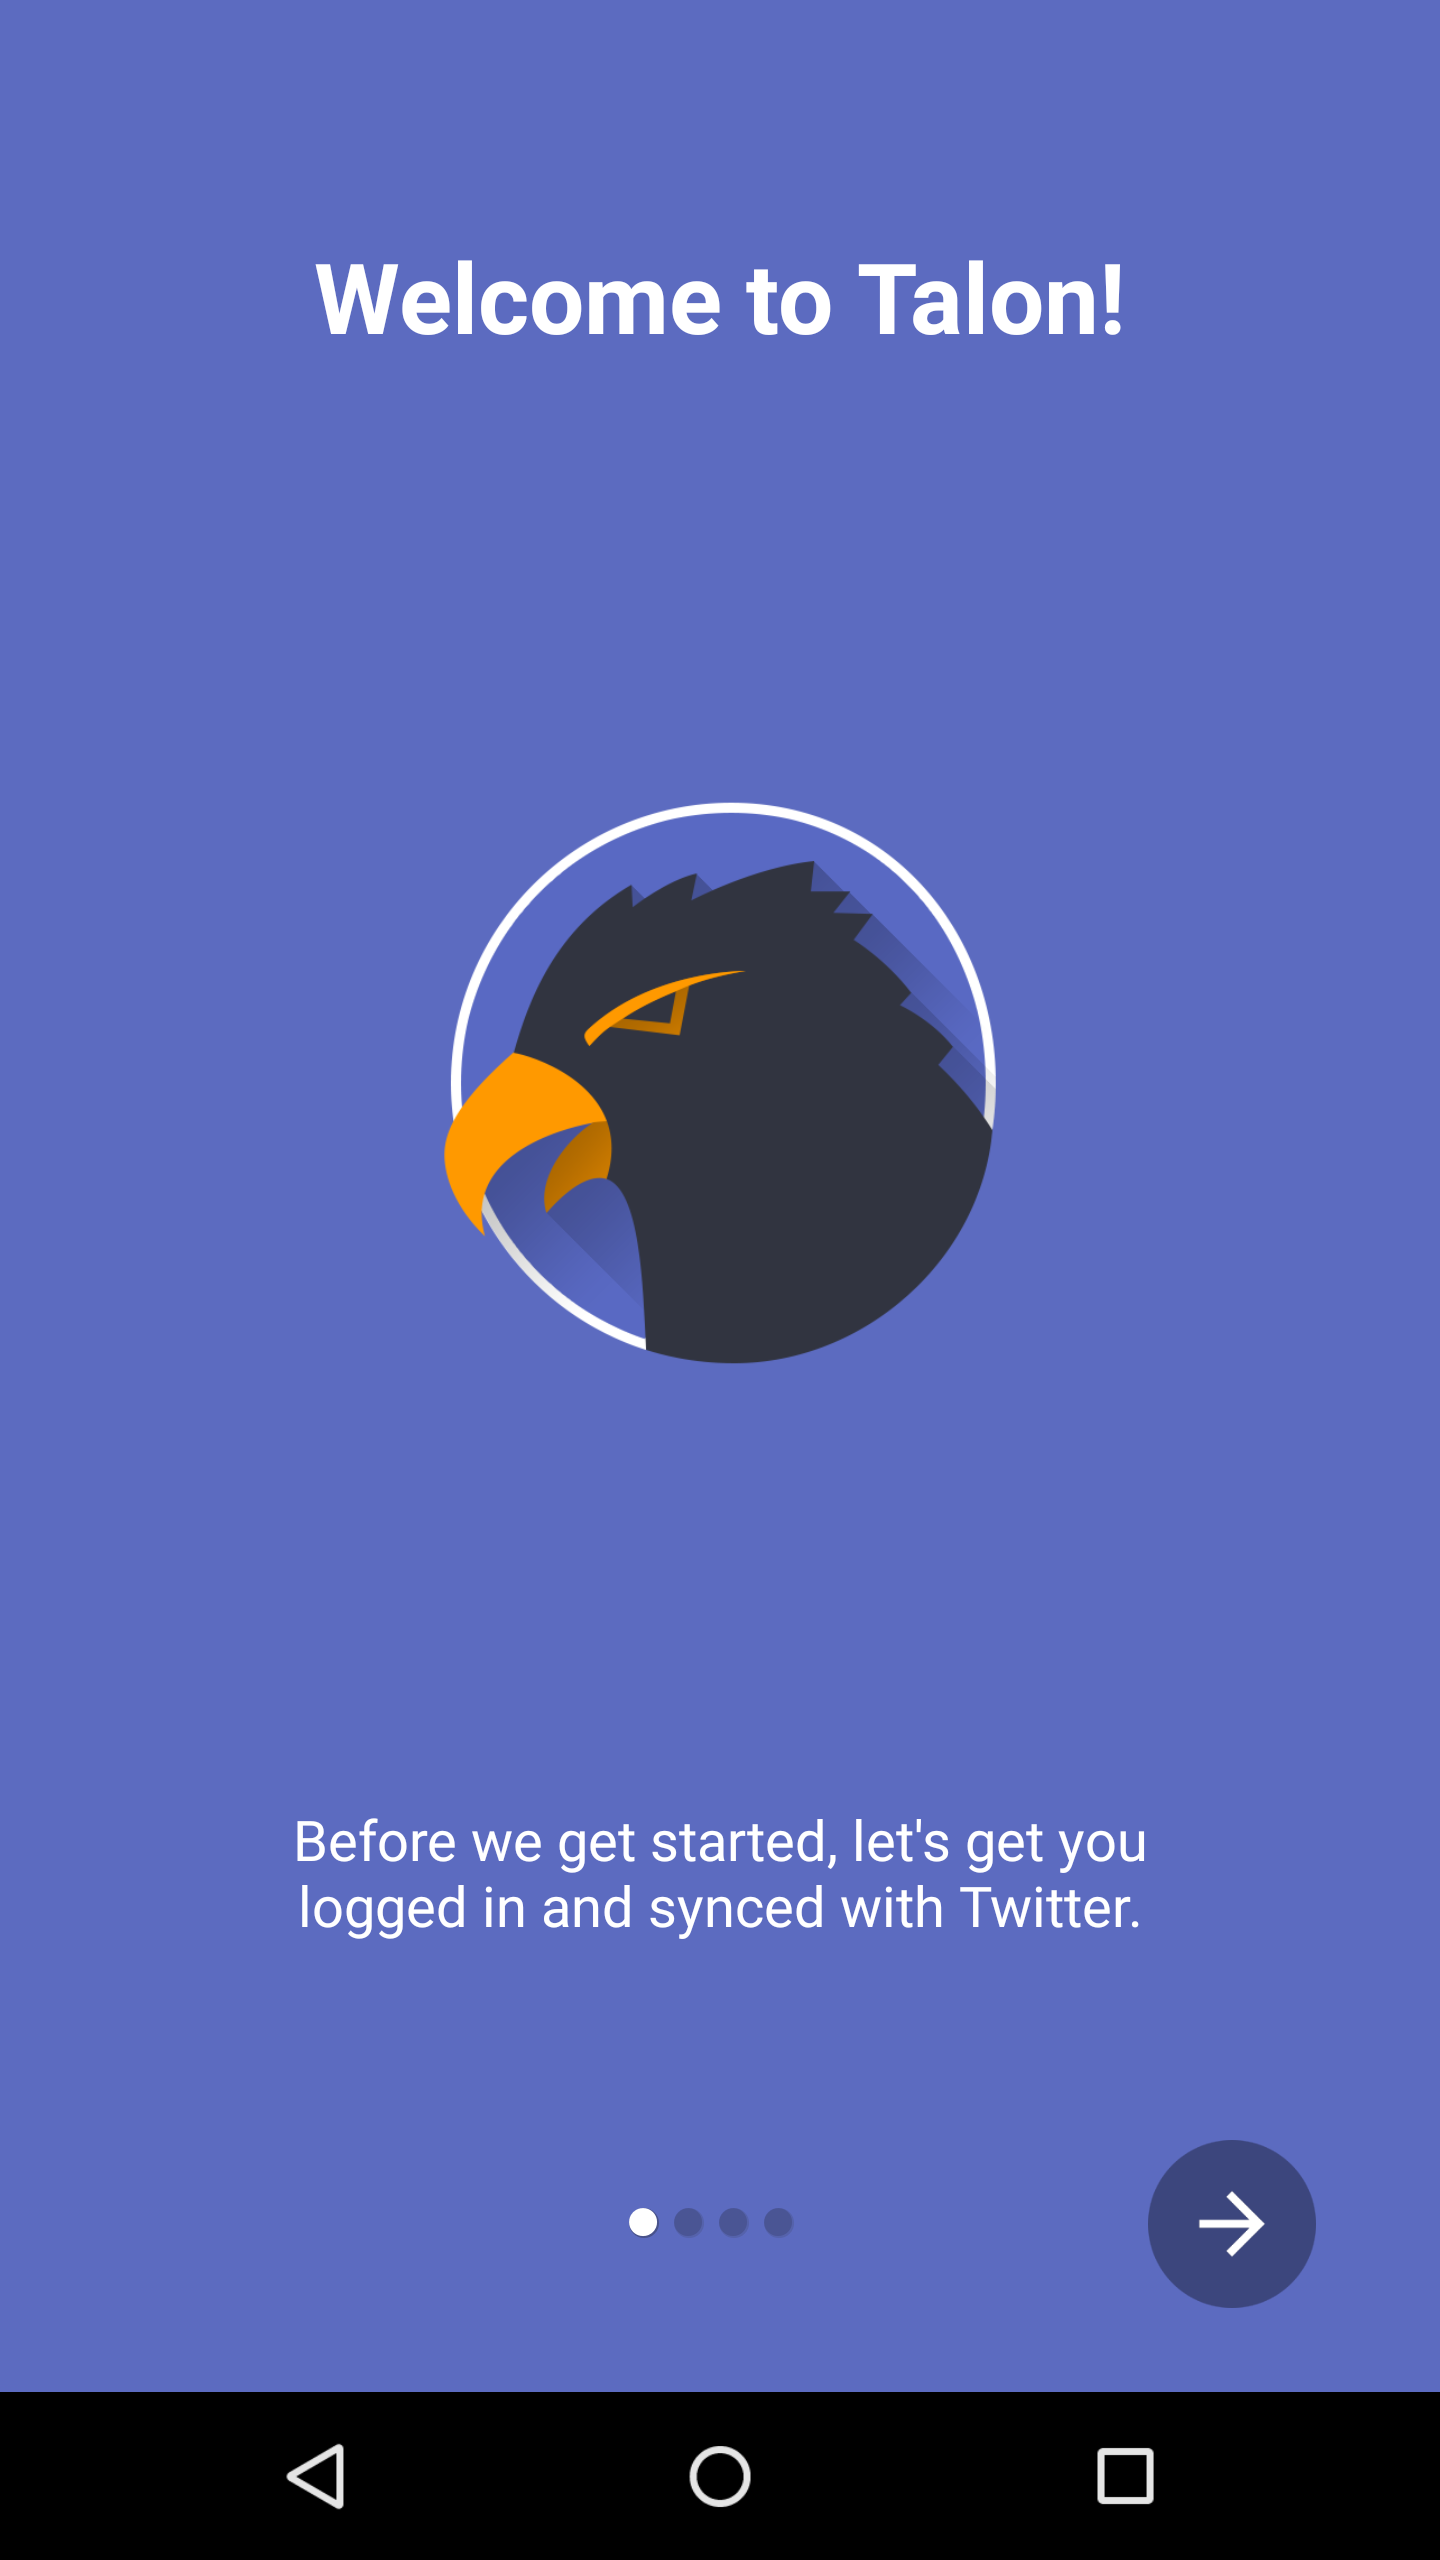 Welcome to Talon!
Before we get started, let's get you
logged in and synced with Twitter.